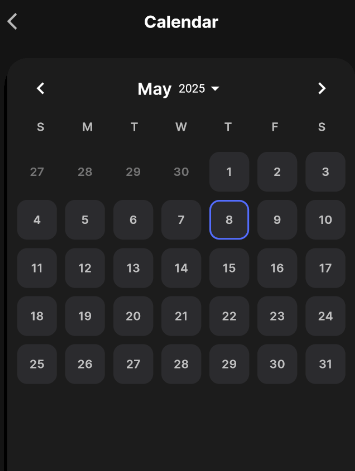 Calendar
May 2025
S M T W T F S
27 28 29 30 1 2 3
4 5 6 7 8 9 10
11 12 13 14 15 16 17
18 19 20 21 22 23 24
25 26 27 28 29 30 31